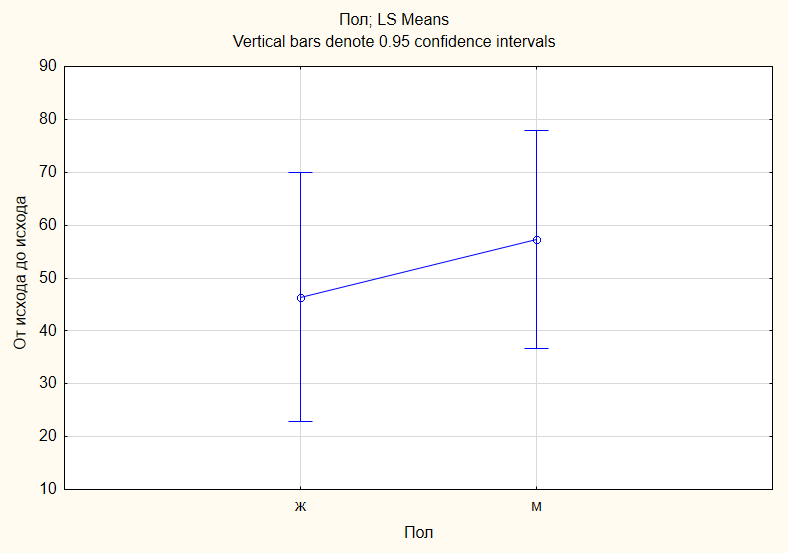 Пол; LS Means
Vertical bars denote 0.95 confidence intervals
90
80
70
60
50
40
30
20
10
От исхода до исхода
ж
м
Пол